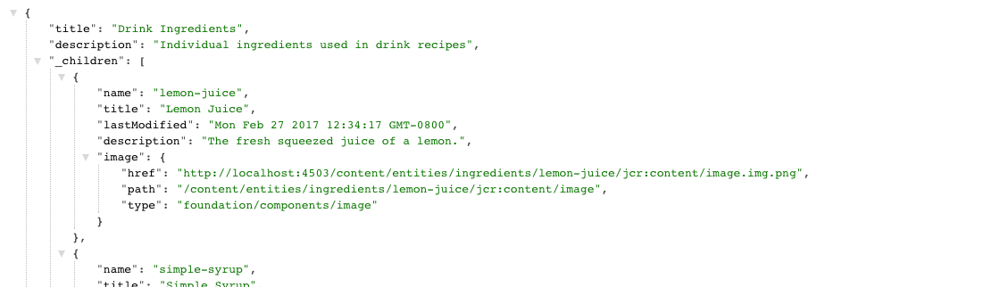 {
"title": "Drink Ingredients",
"description": "Individual ingredients used in drink recipes",
"_children": [
{
"name": "lemon-juice",
"title": "Lemon Juice",
"lastModified": "Mon Feb 27 2017 12:34:17 GMT-0800",
"description": "The fresh squeezed juice of a lemon.",
"image": {
"href": "http://localhost:4503/content/entities/ingredients/lemon-juice/jcr:content/image.img.png",
"path": "/content/entities/ingredients/lemon-juice/jcr:content/image",
"type": "foundation/components/image"
}
},
{
"name": "simple-syrup",
"title": "Simple Syrup"